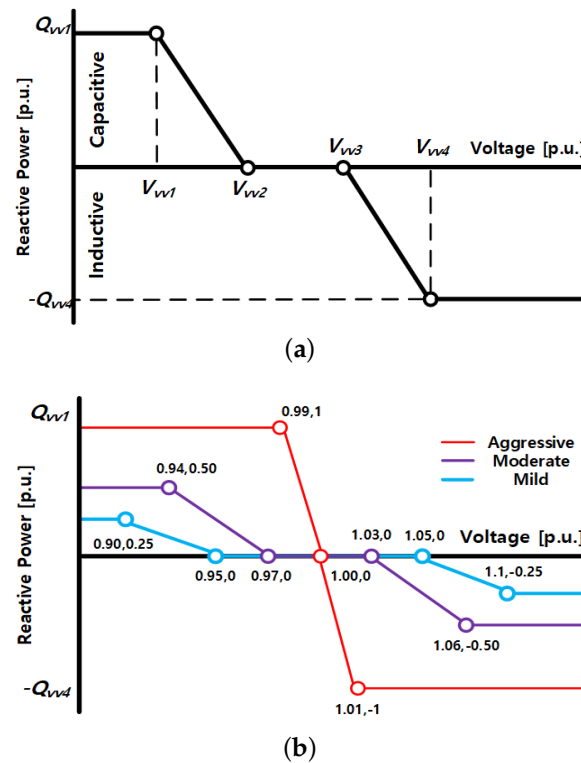 Q_vv1
Reactive Power [p.u.]
Capacitive
Inductive
V_vv3
V_vv4
Voltage [p.u.]
V_vv1
V_vv2
-Q_vv4
(a)
Q_vv1
Reactive Power [p.u.]
0.99,1
Aggressive
Moderate
Mild
0.94,0.50
0.90,0.25
1.03,0
1.05,0
Voltage [p.u.]
0.95,0
0.97,0
1.00,0
1.1,-0.25
1.06,-0.50
-Q_vv4
1.01,-1
(b)